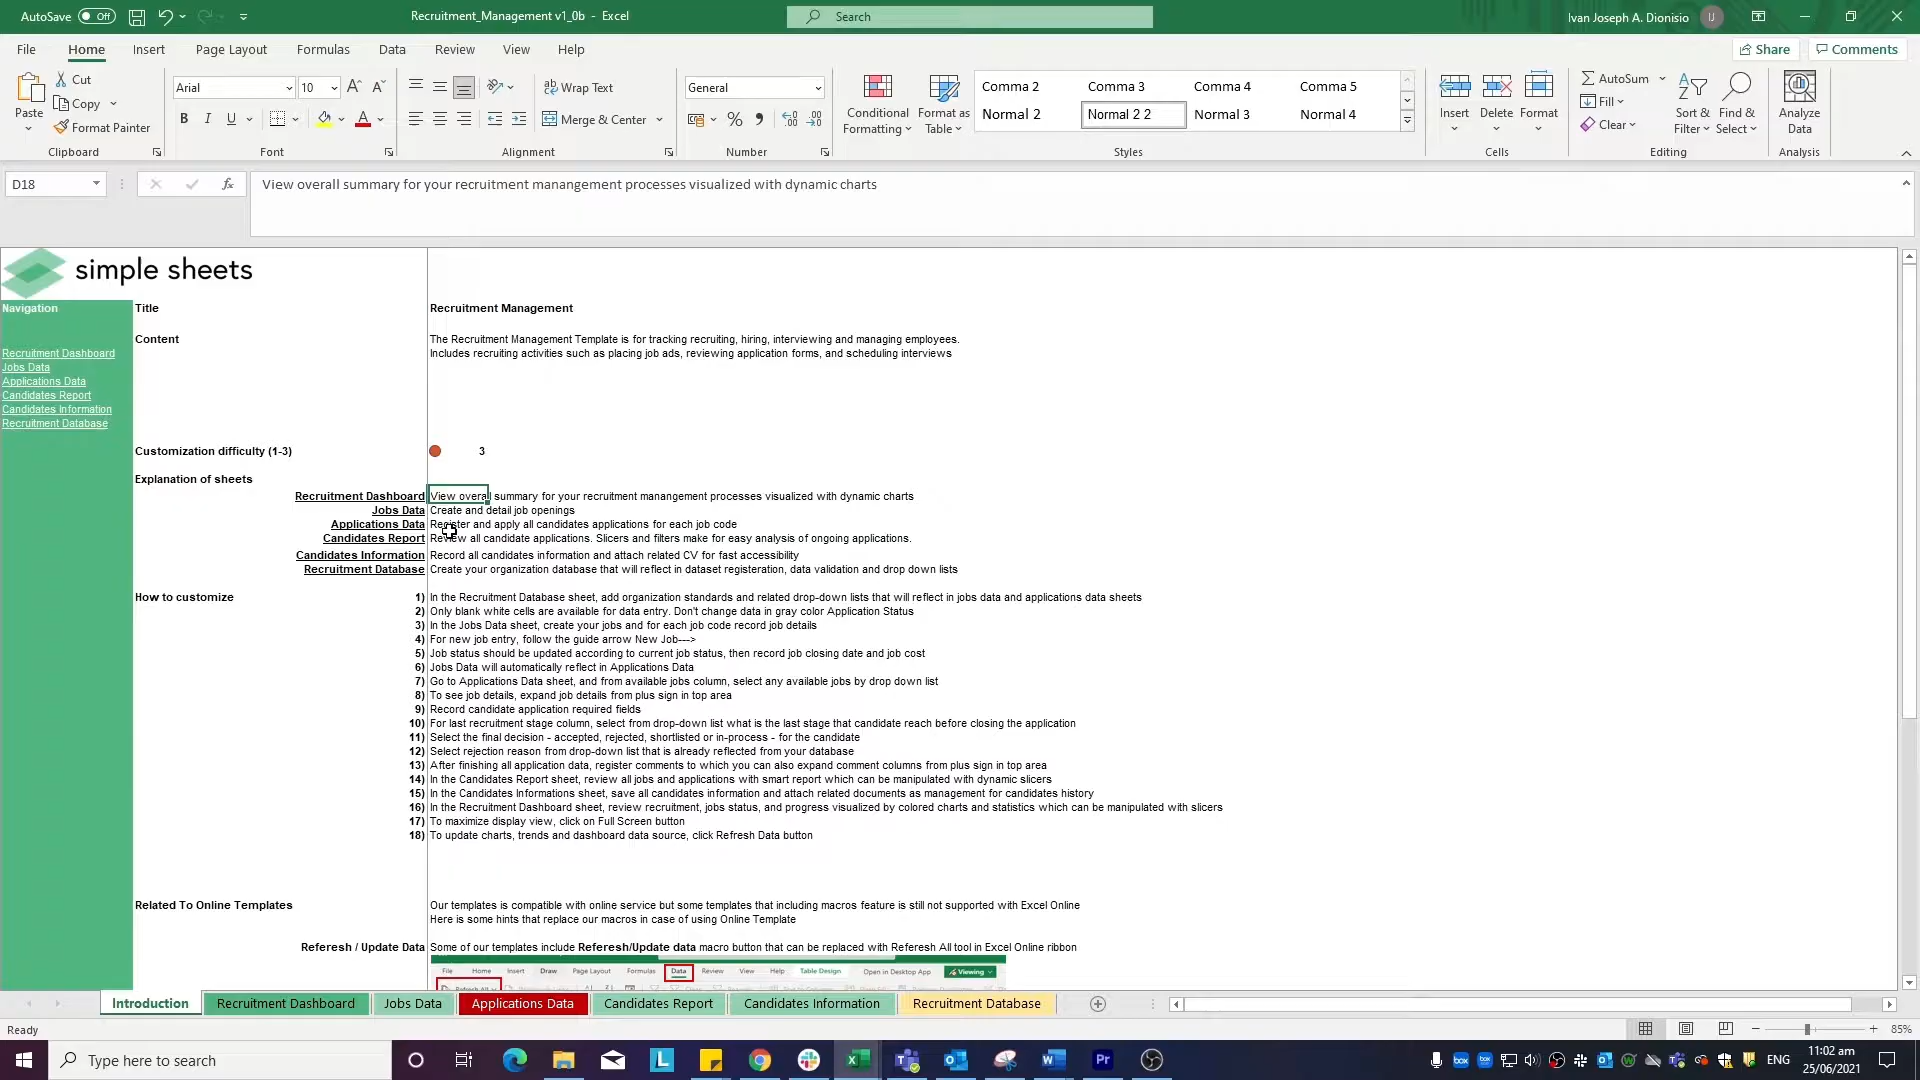 AutoSave Off Recruitment_Management v1_0b - Excel Search Ivan Joseph A. Dionisio IJ
File Home Insert Page Layout Formulas Data Review View Help Share Comments
Paste Cut Copy Format Painter Clipboard
Arial 10 B I U Font
Wrap Text Merge & Center Alignment
General % Number
Conditional Formatting Format as Table
Comma 2 Comma 3 Comma 4 Comma 5
Normal 2 Normal 2 2 Normal 3 Normal 4
Styles
Insert Delete Format Cells
AutoSum Fill Clear Sort & Filter Find & Select Editing
Analyze Data Analysis
D18 fx View overall summary for your recruitment manangement processes visualized with dynamic charts
simple sheets
Navigation
Recruitment Dashboard
Jobs Data
Applications Data
Candidates Report
Candidates Information
Recruitment Database
Title Recruitment Management
Content The Recruitment Management Template is for tracking recruiting, hiring, interviewing and managing employees.
Includes recruiting activities such as placing job ads, reviewing application forms, and scheduling interviews
Customization difficulty (1-3) 3
Explanation of sheets
Recruitment Dashboard View overall summary for your recruitment manangement processes visualized with dynamic charts
Jobs Data Create and detail job openings
Applications Data Register and apply all candidates applications for each job code
Candidates Report Review all candidate applications. Slicers and filters make for easy analysis of ongoing applications.
Candidates Information Record all candidates information and attach related CV for fast accessibility
Recruitment Database Create your organization database that will reflect in dataset registeration, data validation and drop down lists
How to customize 1) In the Recruitment Database sheet, add organization standards and related drop-down lists that will reflect in jobs data and applications data sheets
2) Only blank white cells are available for data entry. Don't change data in gray color Application Status
3) In the Jobs Data sheet, create your jobs and for each job code record job details
4) For new job entry, follow the guide arrow New Job--->
5) Job status should be updated according to current job status, then record job closing date and job cost
6) Jobs Data will automatically reflect in Applications Data
7) Go to Applications Data sheet, and from available jobs column, select any available jobs by drop down list
8) To see job details, expand job details from plus sign in top area
9) Record candidate application required fields
10) For last recruitment stage column, select from drop-down list what is the last stage that candidate reach before closing the application
11) Select the final decision - accepted, rejected, shortlisted or in-process - for the candidate
12) Select rejection reason from drop-down list that is already reflected from your database
13) After finishing all application data, register comments to which you can also expand comment columns from plus sign in top area
14) In the Candidates Report sheet, review all jobs and applications with smart report which can be manipulated with dynamic slicers
15) In the Candidates Informations sheet, save all candidates information and attach related documents as management for candidates history
16) In the Recruitment Dashboard sheet, review recruitment, jobs status, and progress visualized by colored charts and statistics which can be manipulated with slicers
17) To maximize display view, click on Full Screen button
18) To update charts, trends and dashboard data source, click Refresh Data button
Related To Online Templates Our templates is compatible with online service but some templates that including macros feature is still not supported with Excel Online
Here is some hints that replace our macros in case of using Online Template
Referesh / Update Data Some of our templates include Referesh/Update data macro button that can be replaced with Referesh All tool in Excel Online ribbon
File Home Insert Draw Page Layout Formulas Data Review View Help Table Design Open in Desktop App Viewing
Introduction Recruitment Dashboard Jobs Data Applications Data Candidates Report Candidates Information Recruitment Database
Ready 85%
Type here to search ENG 11:02 am
25/06/2021